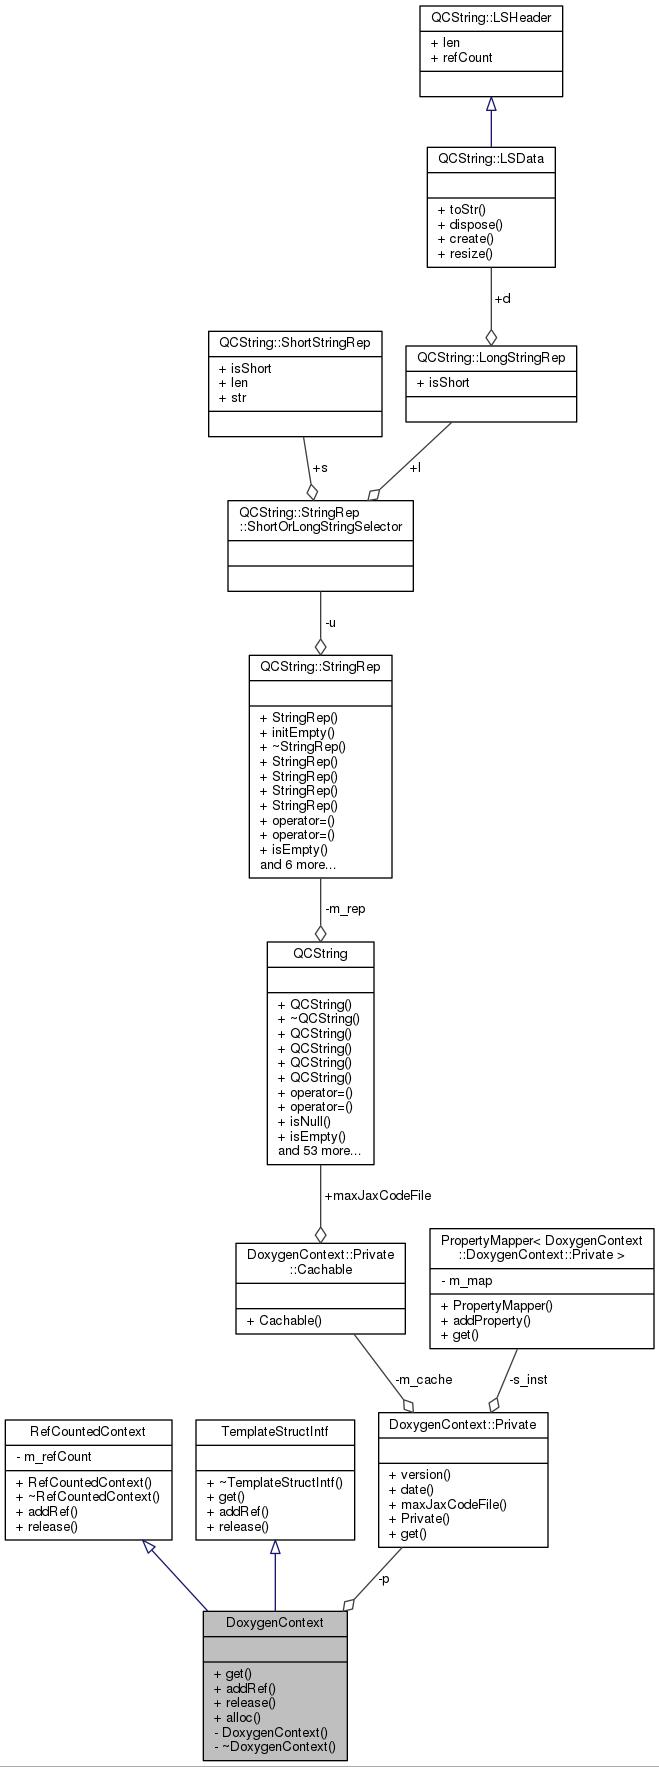 QCString::LSHeader
+ len
+ refCount
QCString::LSData
+ toStr()
+ dispose()
+ create()
+ resize()
+d
QCString::ShortStringRep
+ isShort
+ len
+ str
QCString::LongStringRep
+ isShort
+s
+l
QCString::StringRep
::ShortOrLongStringSelector
-u
QCString::StringRep
+ StringRep()
+ initEmpty()
+ ~StringRep()
+ StringRep()
+ StringRep()
+ StringRep()
+ StringRep()
+ operator=()
+ operator=()
+ isEmpty()
and 6 more...
-m_rep
QCString
+ QCString()
+ ~QCString()
+ QCString()
+ QCString()
+ QCString()
+ QCString()
+ operator=()
+ operator=()
+ isNull()
+ isEmpty()
and 53 more...
+maxJaxCodeFile
DoxygenContext::Private
::Cachable
+ Cachable()
PropertyMapper< DoxygenContext
::DoxygenContext::Private >
- m_map
+ PropertyMapper()
+ addProperty()
+ get()
-m_cache
-s_inst
RefCountedContext
- m_refCount
+ RefCountedContext()
+ ~RefCountedContext()
+ addRef()
+ release()
TemplateStructIntf
+ ~TemplateStructIntf()
+ get()
+ addRef()
+ release()
DoxygenContext::Private
+ version()
+ date()
+ maxJaxCodeFile()
+ Private()
+ get()
-p
DoxygenContext
+ get()
+ addRef()
+ release()
+ alloc()
- DoxygenContext()
- ~DoxygenContext()